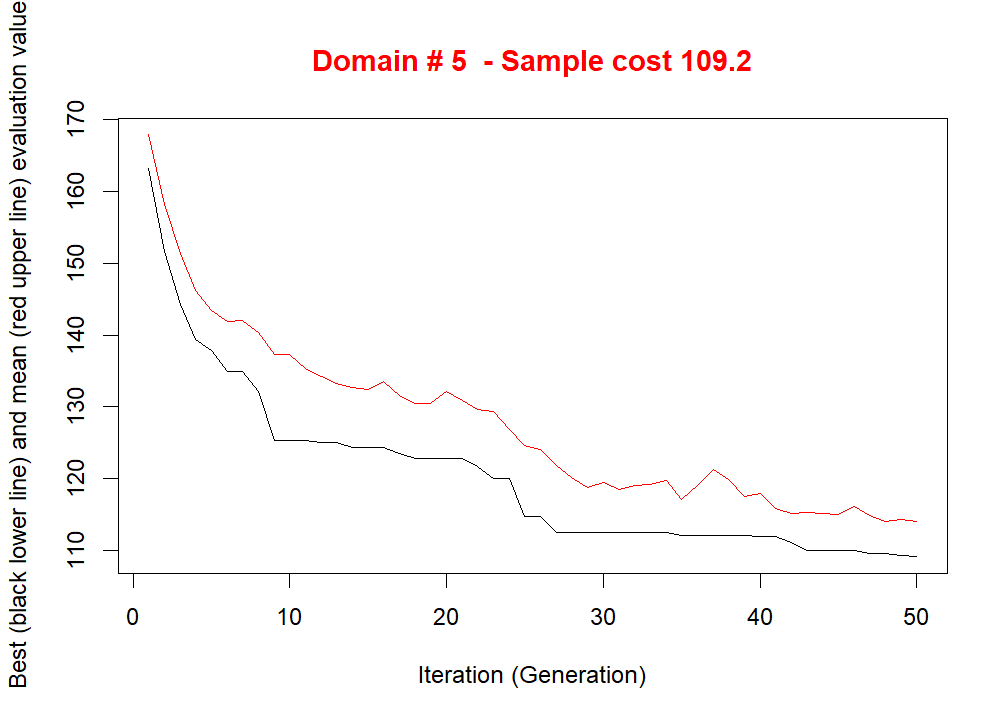 Domain # 5  - Sample cost 109.2
Best (black lower line) and mean (red upper line) evaluation value
170
160
150
140
130
120
110
0 10 20 30 40 50
Iteration (Generation)